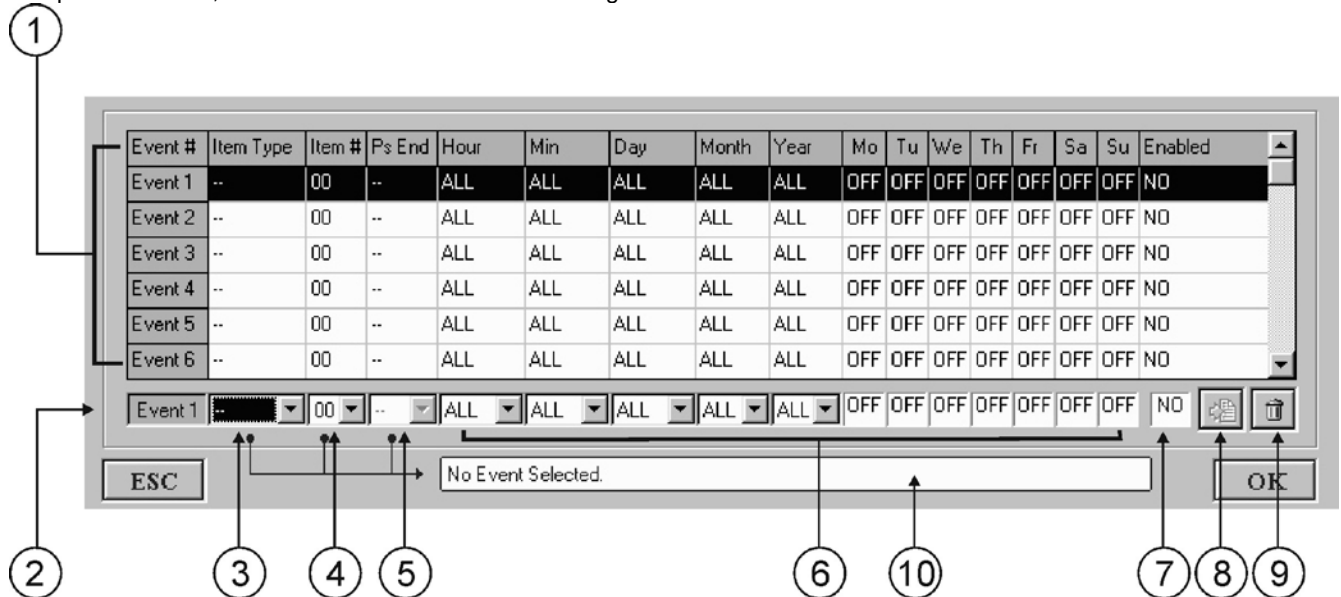 1
Event # Item Type Item # Ps End Hour Min Day Month Year Mo Tu We Th Fr Sa Su Enabled
Event 1 -- 00 -- ALL ALL ALL ALL ALL OFF OFF OFF OFF OFF OFF OFF NO
Event 2 -- 00 -- ALL ALL ALL ALL ALL OFF OFF OFF OFF OFF OFF OFF NO
Event 3 -- 00 -- ALL ALL ALL ALL ALL OFF OFF OFF OFF OFF OFF OFF NO
Event 4 -- 00 -- ALL ALL ALL ALL ALL OFF OFF OFF OFF OFF OFF OFF NO
Event 5 -- 00 -- ALL ALL ALL ALL ALL OFF OFF OFF OFF OFF OFF OFF NO
Event 6 -- 00 -- ALL ALL ALL ALL ALL OFF OFF OFF OFF OFF OFF OFF NO
Event 1 -- 00 -- ALL ALL ALL ALL ALL OFF OFF OFF OFF OFF OFF OFF NO
ESC No Event Selected. OK
2 3 4 5 6 10 7 8 9